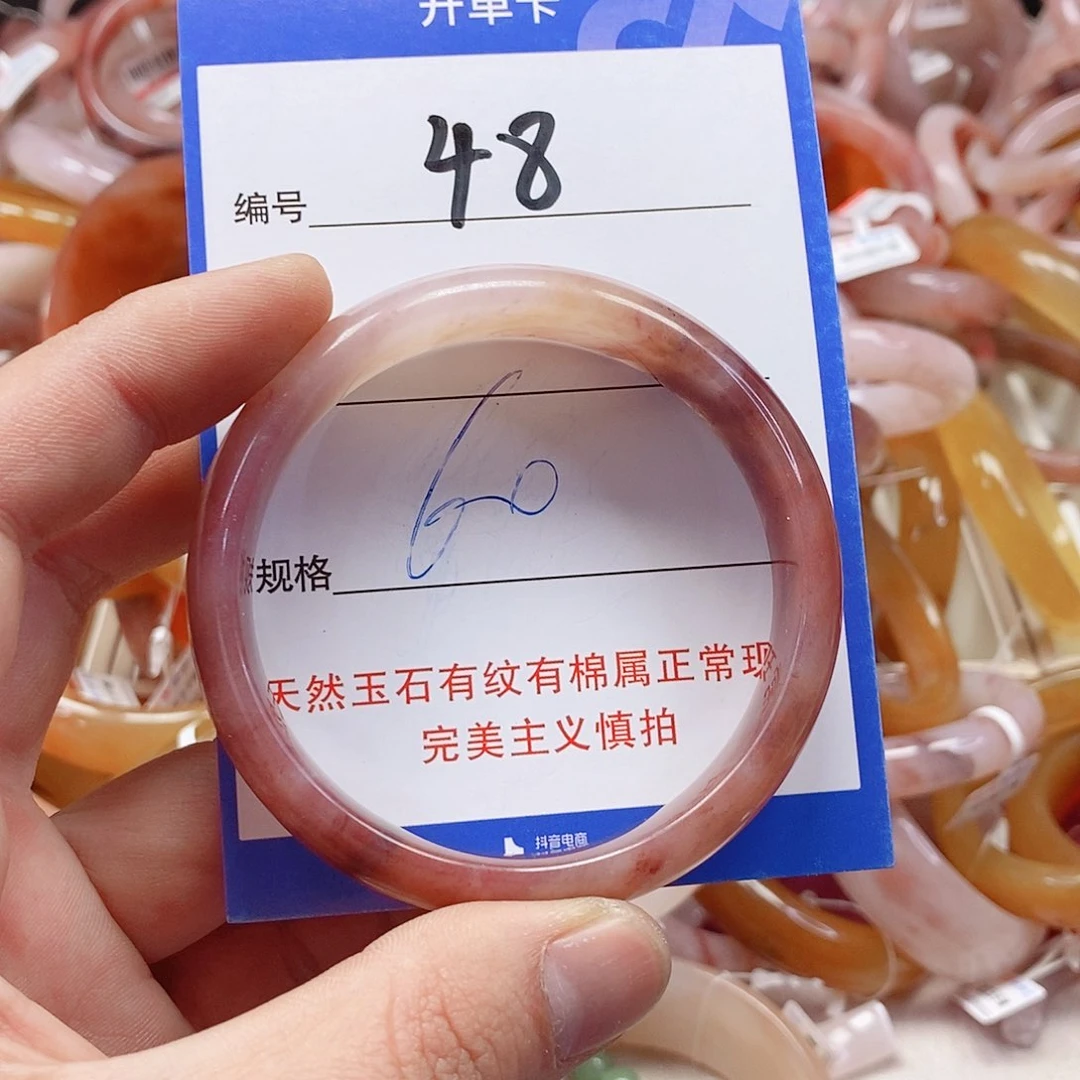 开单卡
编号 48
60
规格
天然玉石有纹有棉属正常现
完美主义慎拍
抖音电商